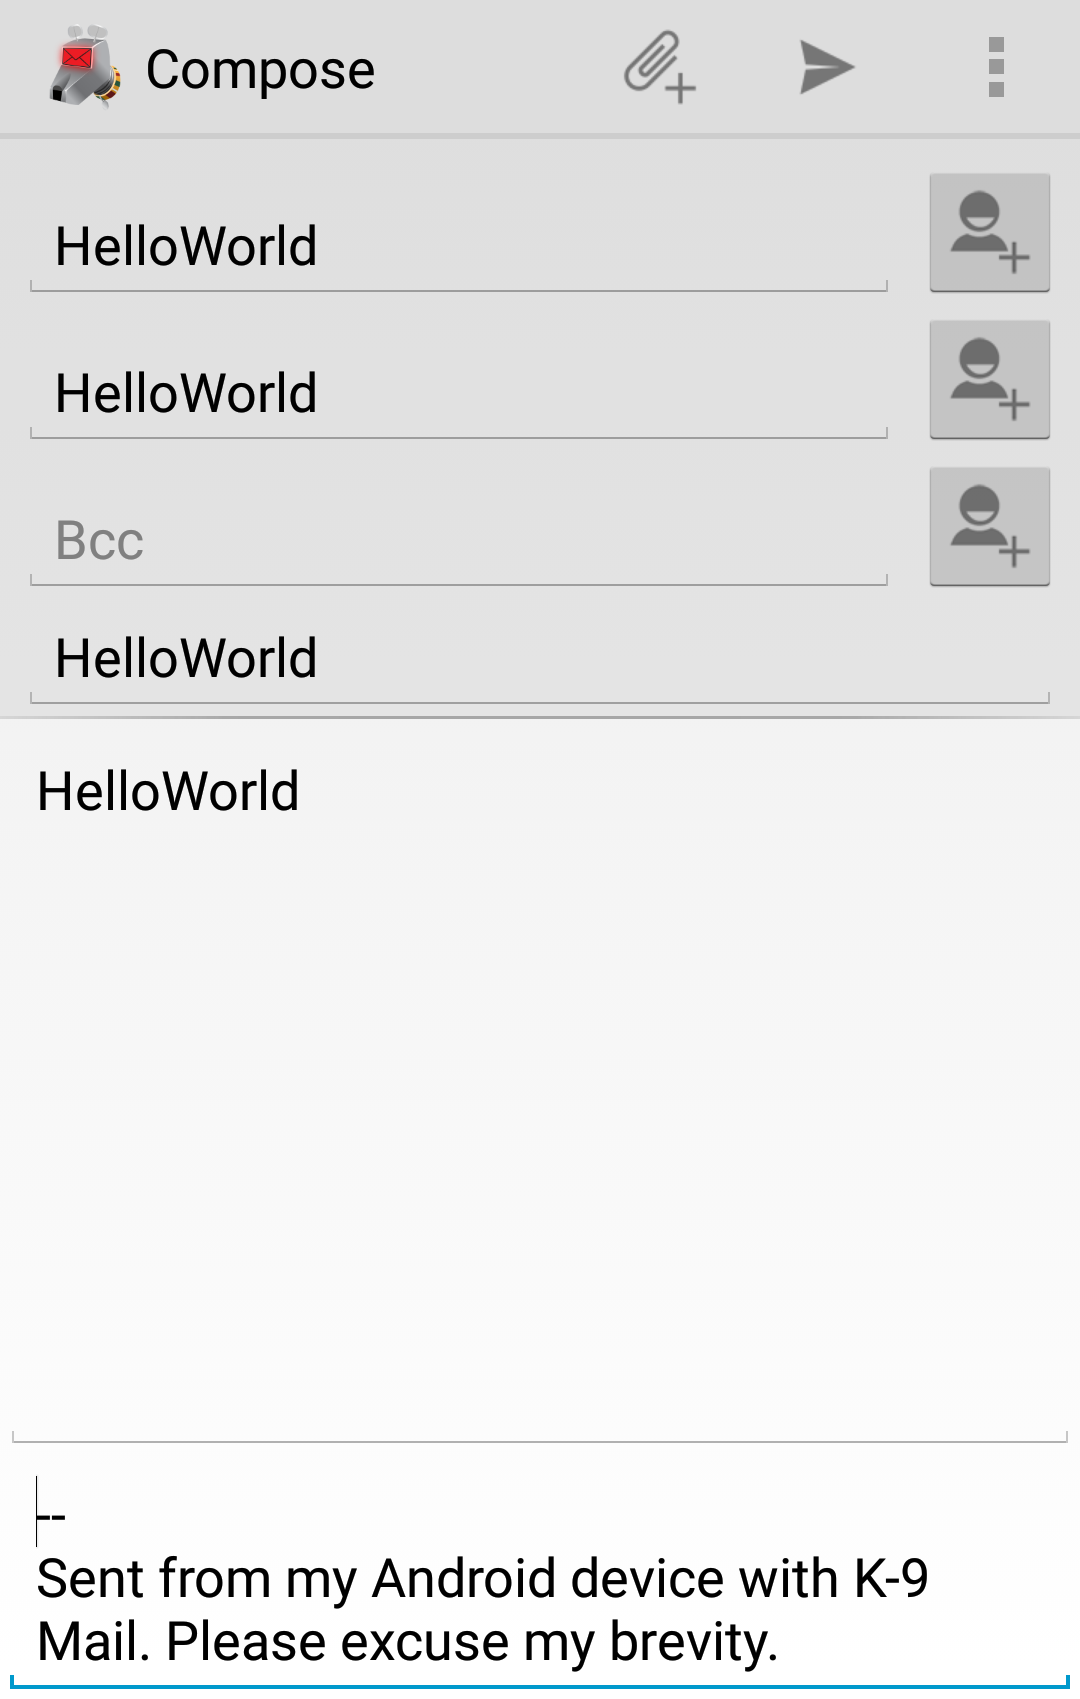 Compose
HelloWorld
HelloWorld
Bcc
HelloWorld
HelloWorld
--
Sent from my Android device with K-9
Mail. Please excuse my brevity.